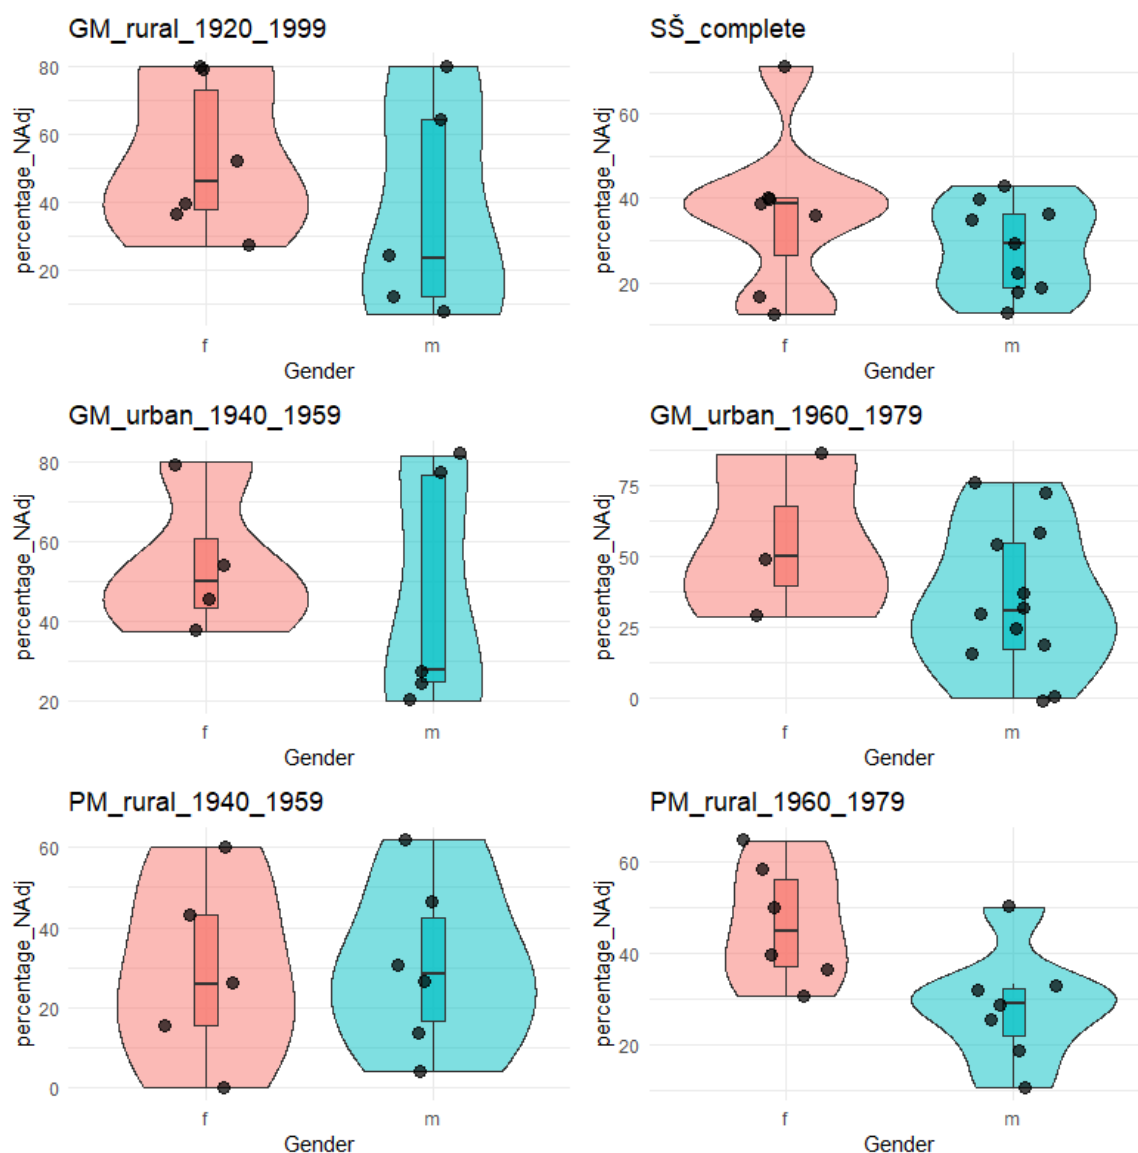 GM_rural_1920_1999
percentage_NAdj
80
60
40
20
f
m
Gender
SŠ_complete
percentage_NAdj
60
40
20
f
m
Gender
GM_urban_1940_1959
percentage_NAdj
80
60
40
20
f
m
Gender
GM_urban_1960_1979
percentage_NAdj
75
50
25
0
f
m
Gender
PM_rural_1940_1959
percentage_NAdj
60
40
20
0
f
m
Gender
PM_rural_1960_1979
percentage_NAdj
60
40
20
f
m
Gender